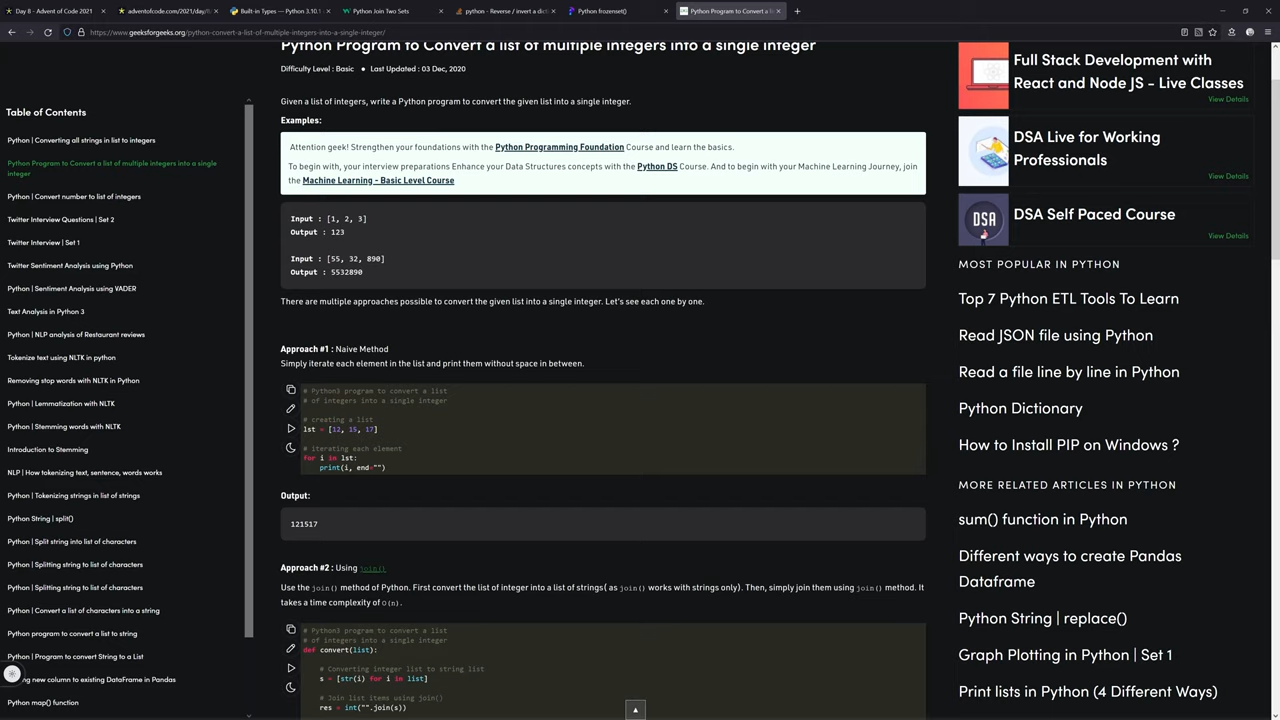 Day 8 - Advent of Code 2021
adventofcode.com/2021/day/8
Built-in Types — Python 3.10.1
Python Join Two Sets
python - Reverse / invert a dict
Python frozenset()
Python Program to Convert a li
https://www.geeksforgeeks.org/python-convert-a-list-of-multiple-integers-into-a-single-integer/
Table of Contents
Python | Converting all strings in list to integers
Python Program to Convert a list of multiple integers into a single
integer
Python | Convert number to list of integers
Twitter Interview Questions | Set 2
Twitter Interview | Set 1
Twitter Sentiment Analysis using Python
Python | Sentiment Analysis using VADER
Text Analysis in Python 3
Python | NLP analysis of Restaurant reviews
Tokenize text using NLTK in python
Removing stop words with NLTK in Python
Python | Lemmatization with NLTK
Python | Stemming words with NLTK
Introduction to Stemming
NLP | How tokenizing text, sentence, words works
Python | Tokenizing strings in list of strings
Python String | split()
Python | Split string into list of characters
Python | Splitting string to list of characters
Python | Splitting string to list of characters
Python | Convert a list of characters into a string
Python program to convert a list to string
Python | Program to convert String to a List
ng new column to existing DataFrame in Pandas
Python map() function
Python Program to Convert a list of multiple integers into a single integer
Difficulty Level : Basic ● Last Updated : 03 Dec, 2020
Given a list of integers, write a Python program to convert the given list into a single integer.
Examples:
Attention geek! Strengthen your foundations with the Python Programming Foundation Course and learn the basics.
To begin with, your interview preparations Enhance your Data Structures concepts with the Python DS Course. And to begin with your Machine Learning Journey, join
the Machine Learning - Basic Level Course
Input : [1, 2, 3]
Output : 123
Input : [55, 32, 890]
Output : 5532890
There are multiple approaches possible to convert the given list into a single integer. Let's see each one by one.
Approach #1 : Naive Method
Simply iterate each element in the list and print them without space in between.
# Python3 program to convert a list
# of integers into a single integer
# creating a list
lst = [12, 15, 17]
# iterating each element
for i in lst:
print(i, end="")
Output:
121517
Approach #2 : Using join()
Use the join() method of Python. First convert the list of integer into a list of strings( as join() works with strings only). Then, simply join them using join() method. It
takes a time complexity of O(n).
# Python3 program to convert a list
# of integers into a single integer
def convert(list):
# Converting integer list to string list
s = [str(i) for i in list]
# Join list items using join()
res = int("".join(s))
Full Stack Development with
React and Node JS - Live Classes
View Details
DSA Live for Working
Professionals
View Details
DSA
DSA Self Paced Course
View Details
MOST POPULAR IN PYTHON
Top 7 Python ETL Tools To Learn
Read JSON file using Python
Read a file line by line in Python
Python Dictionary
How to Install PIP on Windows ?
MORE RELATED ARTICLES IN PYTHON
sum() function in Python
Different ways to create Pandas
Dataframe
Python String | replace()
Graph Plotting in Python | Set 1
Print lists in Python (4 Different Ways)